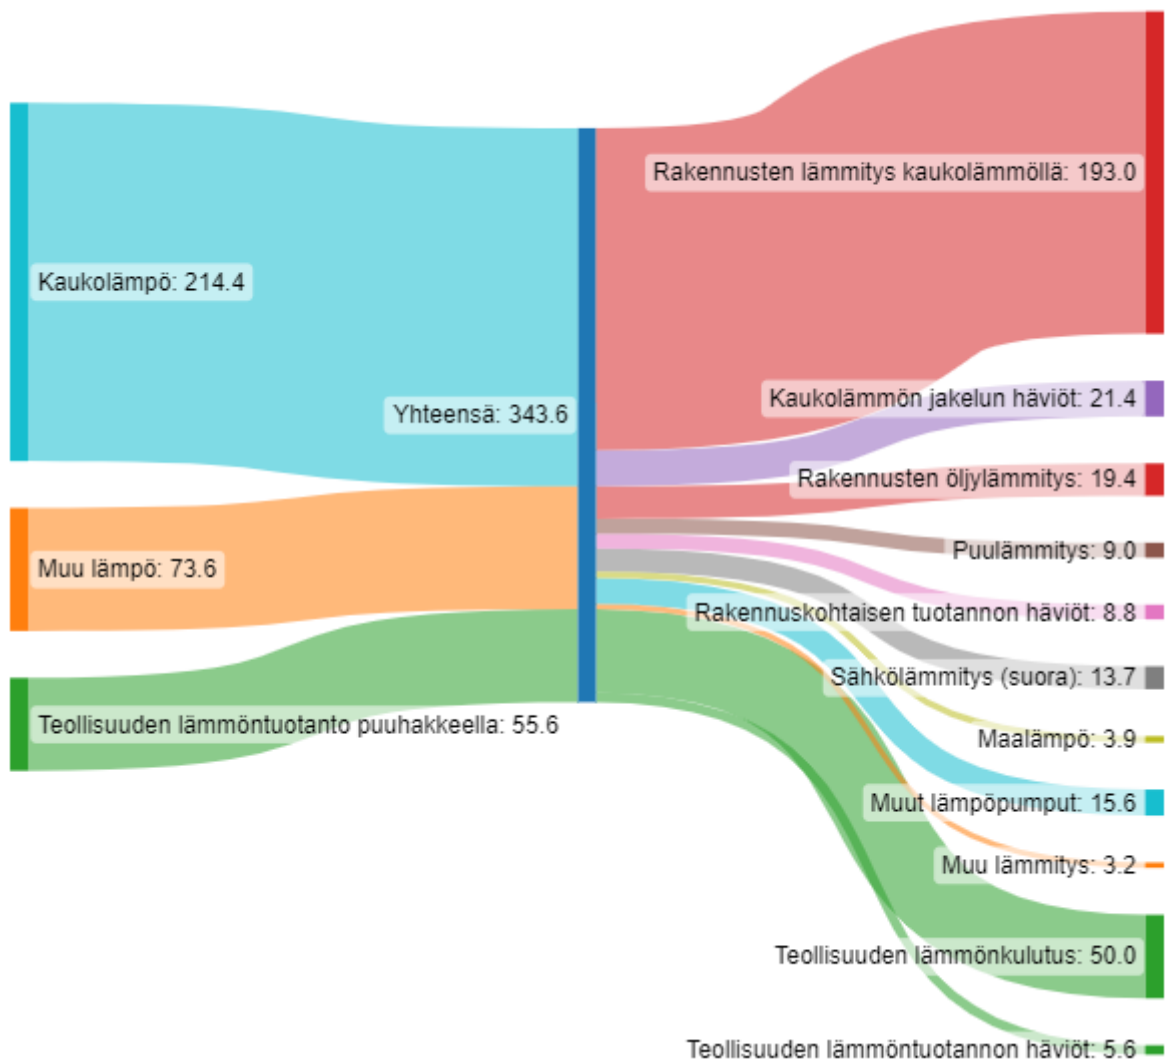 Kaukolämpö: 214.4
Muu lämpö: 73.6
Teollisuuden lämmöntuotanto puuhakkeella: 55.6
Yhteensä: 343.6
Rakennusten lämmitys kaukolämmöllä: 193.0
Kaukolämmön jakelun häviöt: 21.4
Rakennusten öljylämmitys: 19.4
Puulämmitys: 9.0
Rakennuskohtaisen tuotannon häviöt: 8.8
Sähkölämmitys (suora): 13.7
Maalämpö: 3.9
Muut lämpöpumput: 15.6
Muu lämmitys: 3.2
Teollisuuden lämmönkulutus: 50.0
Teollisuuden lämmöntuotannon häviöt: 5.6